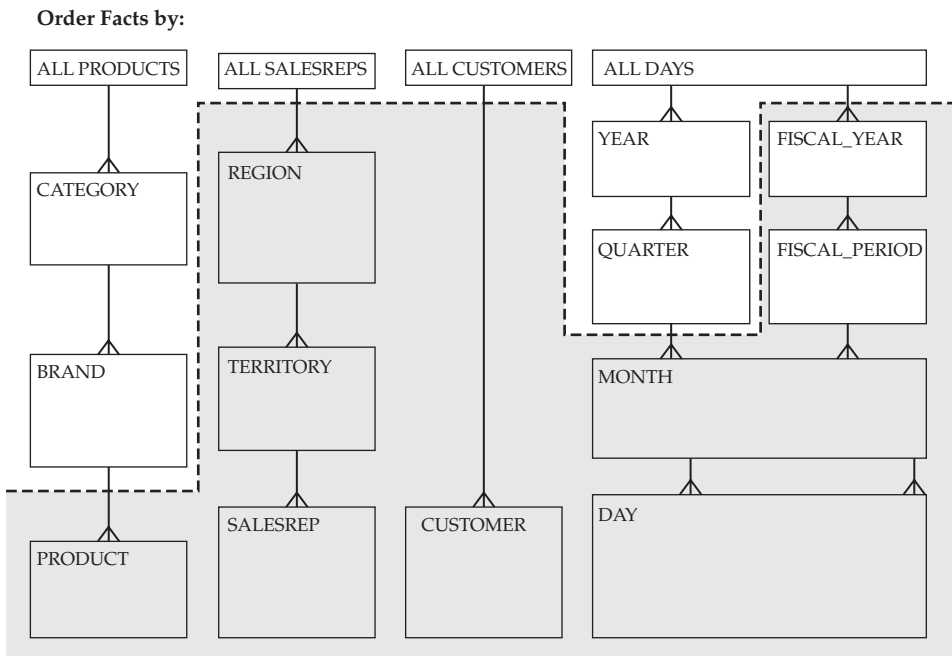 Order Facts by:
ALL PRODUCTS
ALL SALESREPS
ALL CUSTOMERS
ALL DAYS
YEAR
FISCAL_YEAR
REGION
CATEGORY
QUARTER
FISCAL_PERIOD
BRAND
TERRITORY
MONTH
PRODUCT
SALESREP
CUSTOMER
DAY